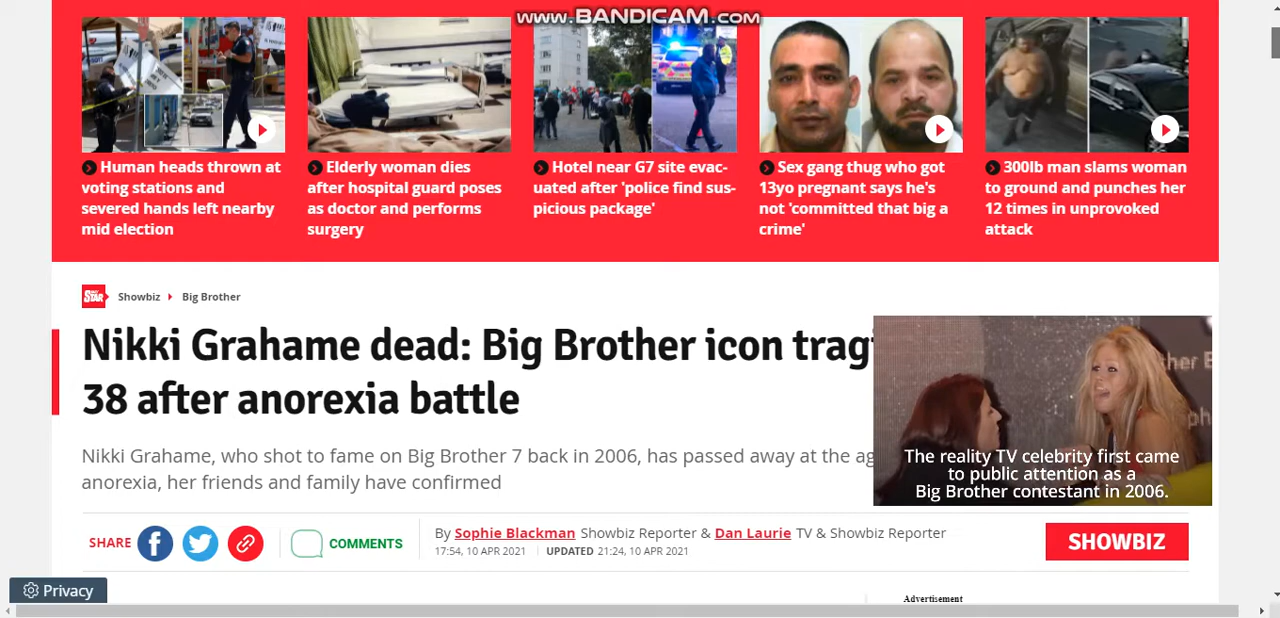 www.BANDICAM.com
Human heads thrown at
voting stations and
severed hands left nearby
mid election
Elderly woman dies
after hospital guard poses
as doctor and performs
surgery
Hotel near G7 site evac-
uated after 'police find sus-
picious package'
Sex gang thug who got
13yo pregnant says he's
not 'committed that big a
crime'
300lb man slams woman
to ground and punches her
12 times in unprovoked
attack
STAR Showbiz Big Brother
Nikki Grahame dead: Big Brother icon tragi
38 after anorexia battle
Nikki Grahame, who shot to fame on Big Brother 7 back in 2006, has passed away at the ag
anorexia, her friends and family have confirmed
The reality TV celebrity first came
to public attention as a
Big Brother contestant in 2006.
SHARE COMMENTS
By Sophie Blackman Showbiz Reporter & Dan Laurie TV & Showbiz Reporter
17:54, 10 APR 2021 UPDATED 21:24, 10 APR 2021
SHOWBIZ
Privacy
Advertisement